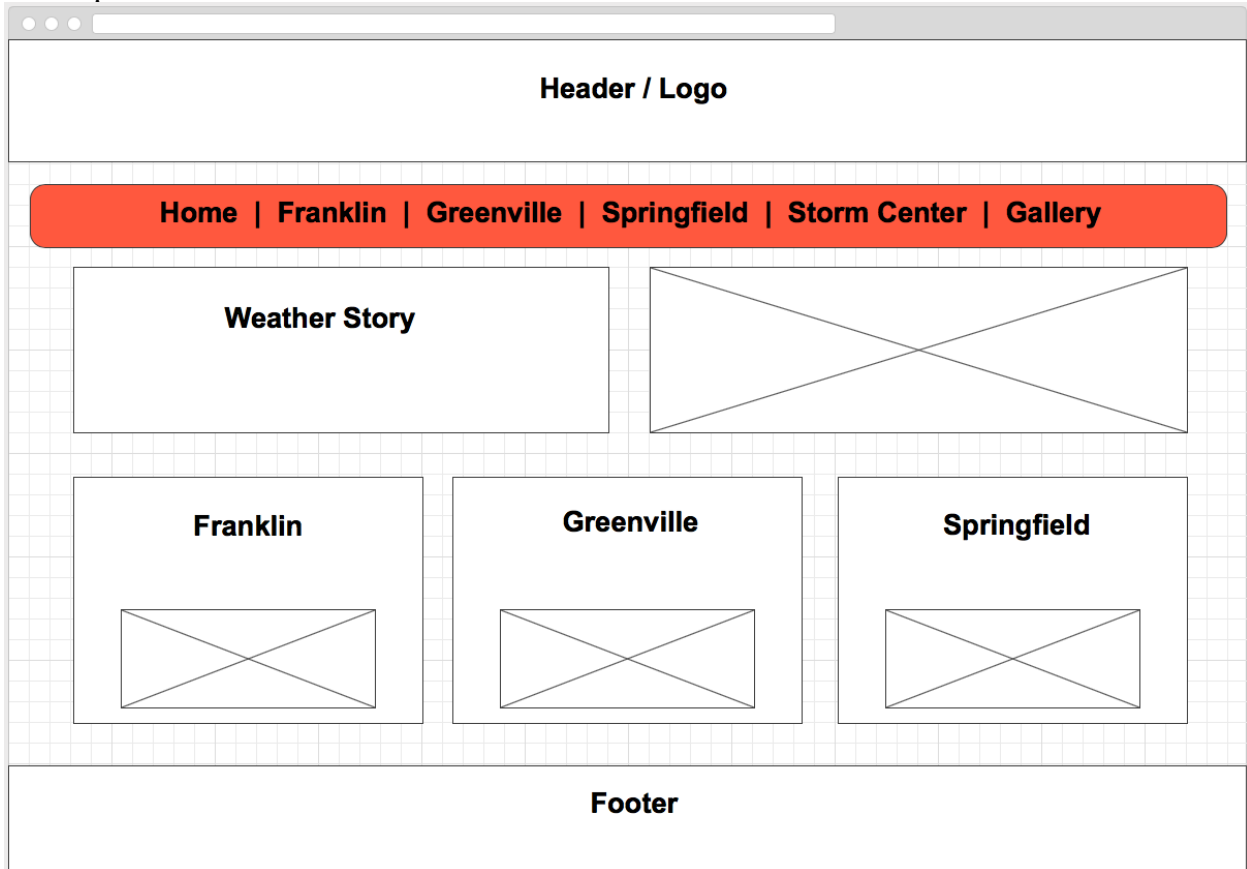 Header / Logo
Home | Franklin | Greenville | Springfield | Storm Center | Gallery
Weather Story
Franklin
Greenville
Springfield
Footer